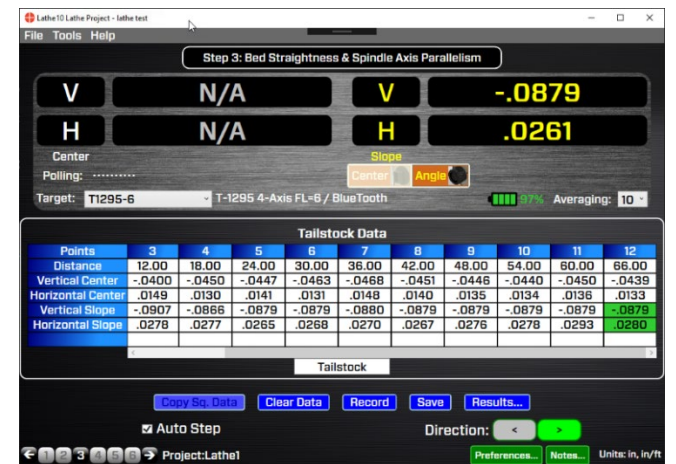 Lathe10 Lathe Project - lathe test
File Tools Help
Step 3: Bed Straightness & Spindle Axis Parallelism
V N/A V -.0879
H N/A H .0261
Center Slope
Polling: ..........
Center Angle
Target: T1295-6 T-1295 4-Axis FL=6 / BlueTooth 97% Averaging: 10
Tailstock Data
Points 3 4 5 6 7 8 9 10 11 12
Distance 12.00 18.00 24.00 30.00 36.00 42.00 48.00 54.00 60.00 66.00
Vertical Center -.0400 -.0450 -.0447 -.0463 -.0468 -.0451 -.0446 -.0440 -.0450 -.0439
Horizontal Center .0149 .0130 .0141 .0131 .0148 .0140 .0135 .0134 .0136 .0133
Vertical Slope -.0907 -.0866 -.0879 -.0879 -.0880 -.0879 -.0879 -.0879 -.0879 -.0879
Horizontal Slope .0278 .0277 .0265 .0268 .0270 .0267 .0276 .0278 .0293 .0280
Tailstock
Copy Sq. Data Clear Data Record Save Results...
Auto Step Direction: < >
1 2 3 4 5 6 Project:Lathe1 Preferences... Notes... Units: in, in/ft